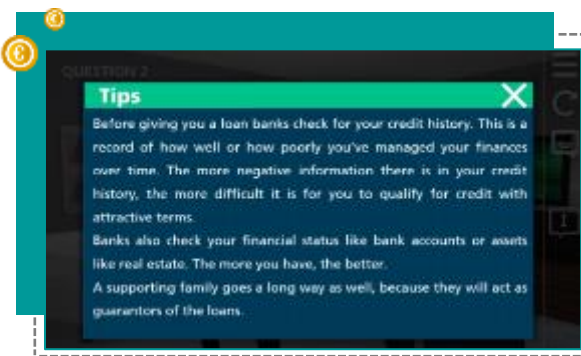 QUESTION 2
Tips
Before giving you a loan banks check for your credit history. This is a
record of how well or how poorly you've managed your finances
over time. The more negative information there is in your credit
history, the more difficult it is for you to qualify for credit with
attractive terms.
Banks also check your financial status like bank accounts or assets
like real estate. The more you have, the better.
A supporting family goes a long way as well, because they will act as
guarantors of the loans.